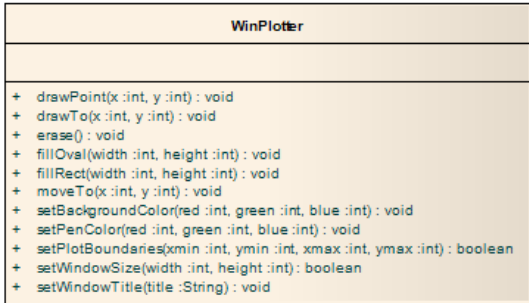 WinPlotter
+ drawPoint(x :int, y :int) : void
+ drawTo(x :int, y :int) : void
+ erase() : void
+ fillOval(width :int, height :int) : void
+ fillRect(width :int, height :int) : void
+ moveTo(x :int, y :int) : void
+ setBackgroundColor(red :int, green :int, blue :int) : void
+ setPenColor(red :int, green :int, blue :int) : void
+ setPlotBoundaries(xmin :int, ymin :int, xmax :int, ymax :int) : boolean
+ setWindowSize(width :int, height :int) : boolean
+ setWindowTitle(title :String) : void